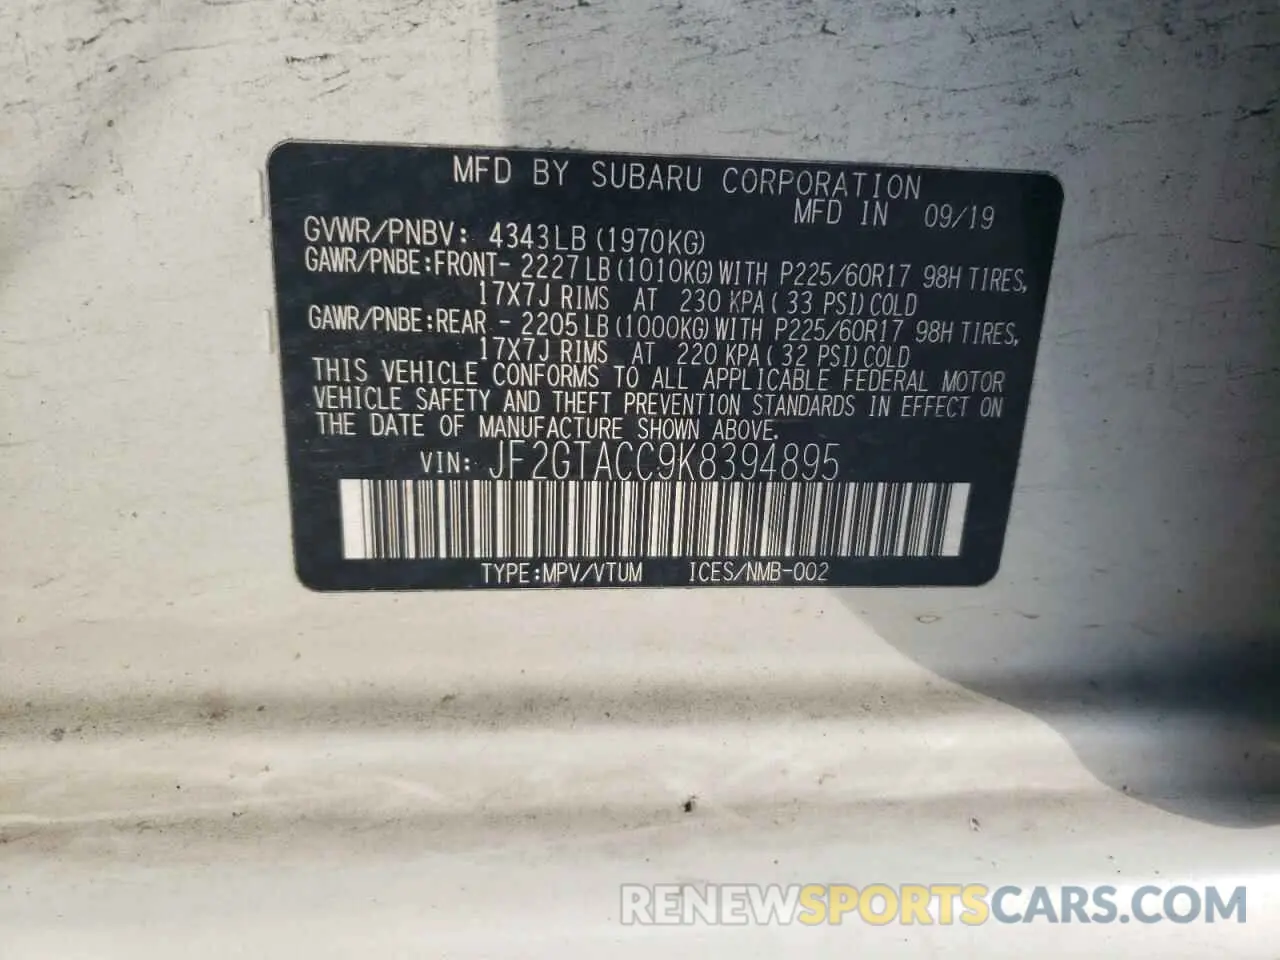 MFD BY SUBARU CORPORATION
MFD IN 09/19
GVWR/PNBV: 4343LB (1970KG)
GAWR/PNBE:FRONT- 2227LB(1010KG)WITH P225/60R17 98H TIRES,
17X7J RIMS AT 230 KPA( 33 PSI)COLD
GAWR/PNBE:REAR - 2205LB(1000KG)WITH P225/60R17 98H TIRES,
17X7J RIMS AT 220 KPA( 32 PSI)COLD
THIS VEHICLE CONFORMS TO ALL APPLICABLE FEDERAL MOTOR
VEHICLE SAFETY AND THEFT PREVENTION STANDARDS IN EFFECT ON
THE DATE OF MANUFACTURE SHOWN ABOVE.
VIN: JF2GTACC9K8394895
TYPE:MPV/VTUM ICES/NMB-002
RENEWSPORTSCARS.COM